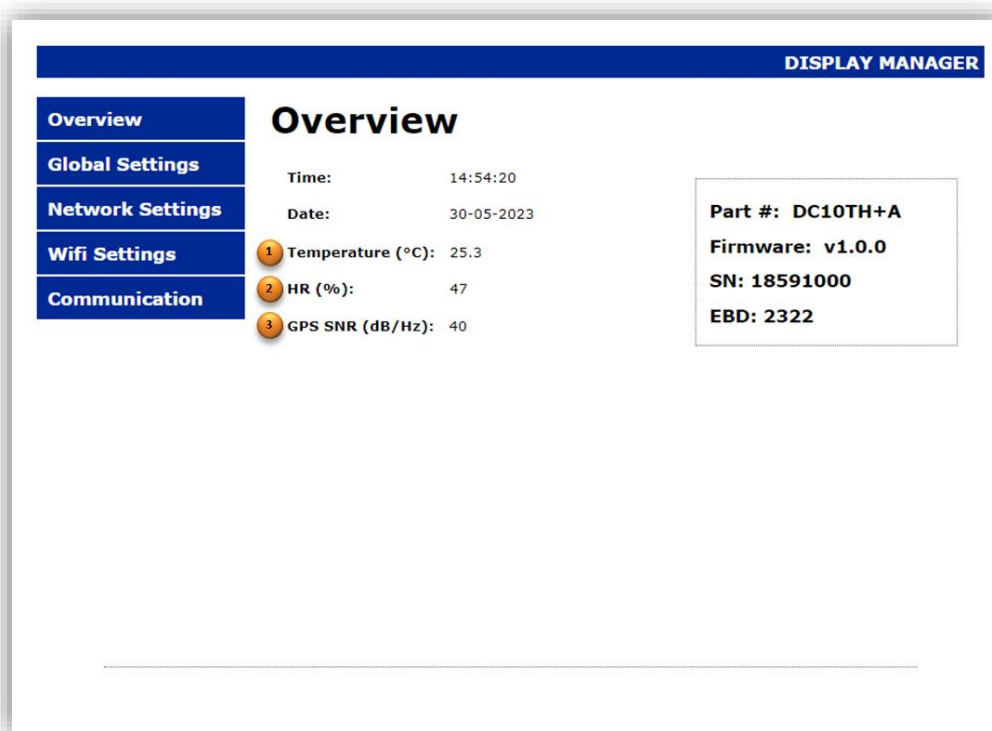 DISPLAY MANAGER
Overview
Global Settings
Network Settings
Wifi Settings
Communication
Overview
Time: 14:54:20
Date: 30-05-2023
1 Temperature (°C): 25.3
2 HR (%): 47
3 GPS SNR (dB/Hz): 40
Part #: DC10TH+A
Firmware: v1.0.0
SN: 18591000
EBD: 2322